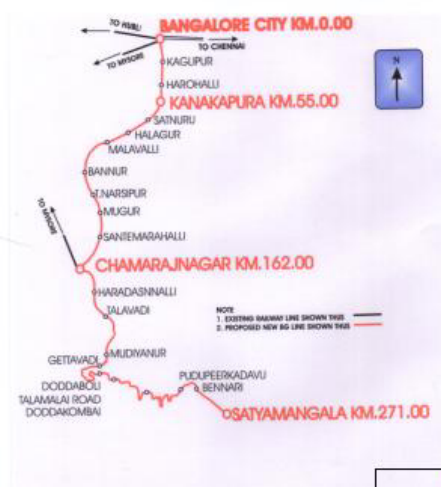 BANGALORE CITY KM.0.00
TO HUBLI
TO CHENNAI
TO MYSORE
N
KAGUPUR
HAROHALLI
KANAKAPURA KM.55.00
SATNURU
HALAGUR
MALAVALLI
BANNUR
T.NARSIPUR
MUGUR
TO MYSORE
SANTEMARAHALLI
CHAMARAJNAGAR KM.162.00
HARADASNNALLI
TALAVADI
NOTE
1. EXISTING RAILWAY LINE SHOWN THUS
2. PROPOSED NEW BG LINE SHOWN THUS
MUDIYANUR
GETTAVADI
DODDABOLI
TALAMALAI ROAD
DODDAKOMBAI
PUDUPEERKADAVU
BENNARI
SATYAMANGALA KM.271.00